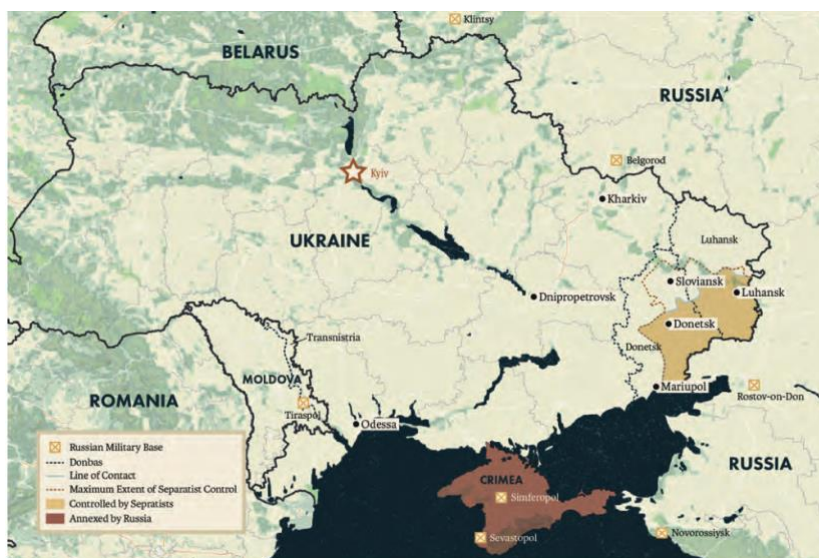 Klintsy
BELARUS
RUSSIA
Belgorod
Kyiv
Kharkiv
Luhansk
UKRAINE
Sloviansk
Luhansk
Dnipropetrovsk
Donetsk
Transnistria
Donetsk
MOLDOVA
Mariupol
Rostov-on-Don
ROMANIA
Tiraspol
Odessa
Russian Military Base
Donbas
Line of Contact
Maximum Extent of Separatist Control
Controlled by Sepratists
Annexed by Russia
RUSSIA
CRIMEA
Simferopol
Sevastopol
Novorossiysk